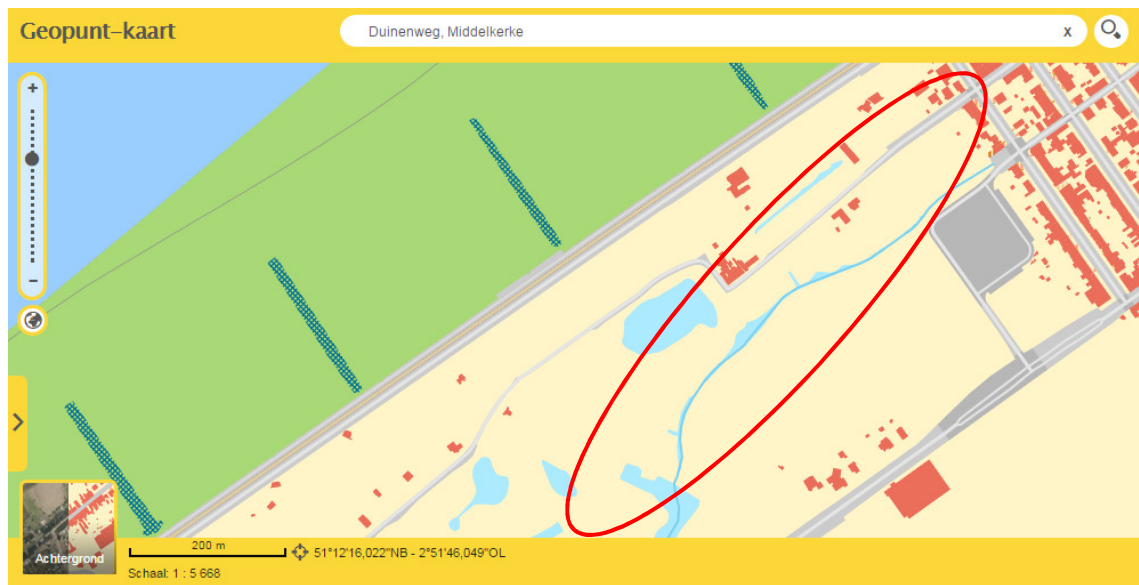 Geopunt-kaart
Duinenweg, Middelkerke
x
+
−
Achtergrond
200 m
51°12'16,022"NB - 2°51'46,049"OL
Schaal: 1 : 5 668